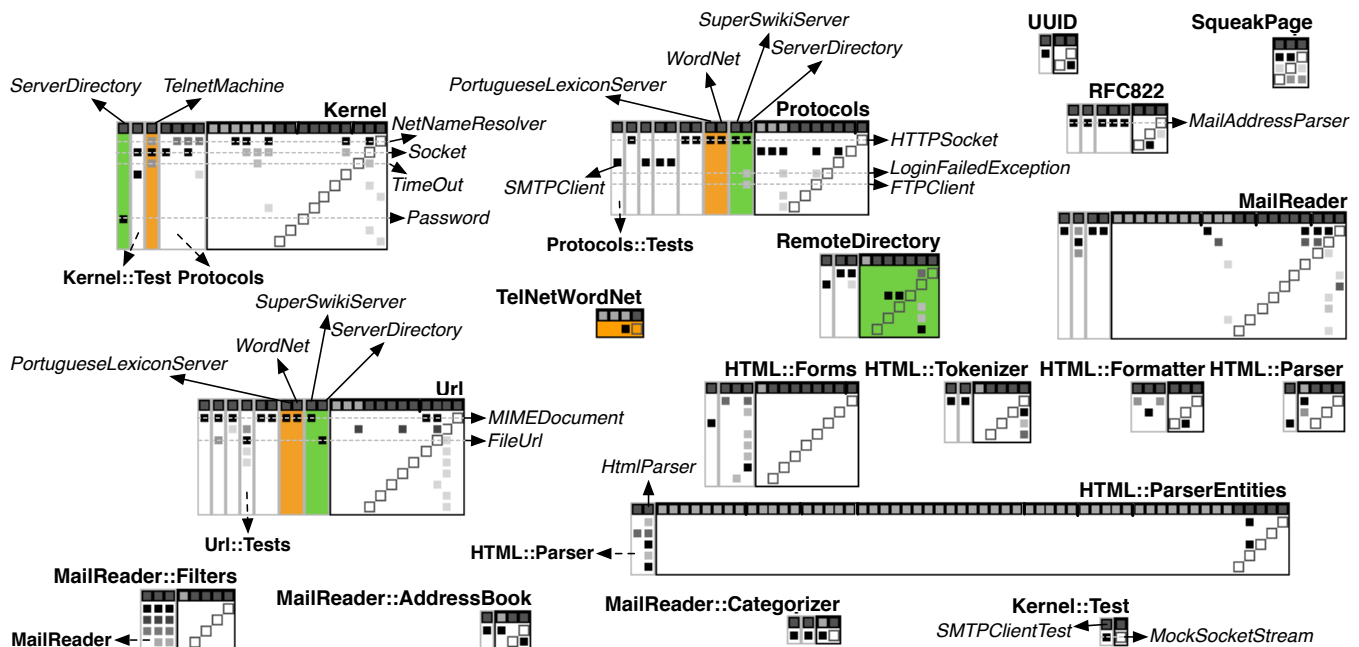 SuperSwikiServer
UUID
SqueakPage
WordNet
ServerDirectory
ServerDirectory
TelnetMachine
PortugueseLexiconServer
Kernel
Protocols
RFC822
NetNameResolver
HTTPSocket
MailAddressParser
Socket
TimeOut
SMTPClient
LoginFailedException
FTPClient
Password
MailReader
Protocols::Tests
RemoteDirectory
Kernel::Test Protocols
TelNetWordNet
SuperSwikiServer
ServerDirectory
WordNet
PortugueseLexiconServer
Url
HTML::Forms
HTML::Tokenizer
HTML::Formatter
HTML::Parser
MIMEDocument
FileUrl
HtmlParser
HTML::ParserEntities
Url::Tests
HTML::Parser
MailReader::Filters
MailReader::AddressBook
MailReader::Categorizer
Kernel::Test
SMTPClientTest
MockSocketStream
MailReader